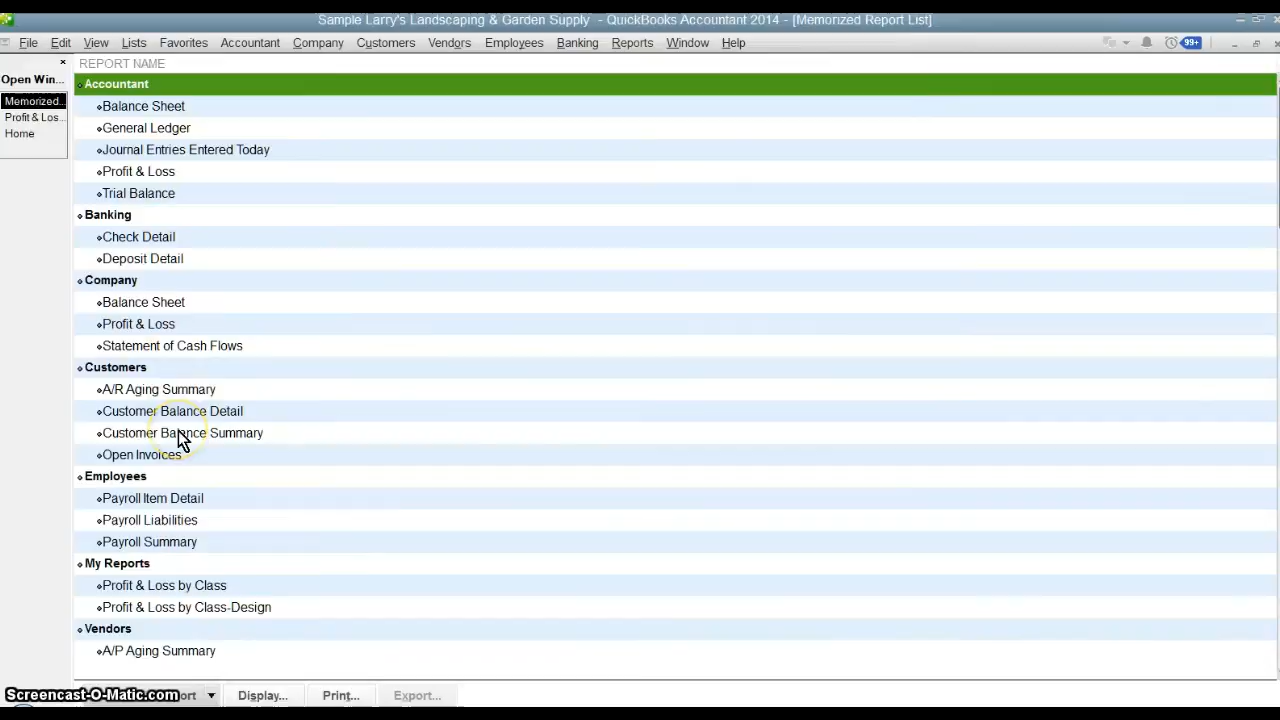 Sample Larry's Landscaping & Garden Supply - QuickBooks Accountant 2014 - [Memorized Report List]
File Edit View Lists Favorites Accountant Company Customers Vendors Employees Banking Reports Window Help 99+
Open Win...
Memorized...
Profit & Los...
Home
REPORT NAME
Accountant
Balance Sheet
General Ledger
Journal Entries Entered Today
Profit & Loss
Trial Balance
Banking
Check Detail
Deposit Detail
Company
Balance Sheet
Profit & Loss
Statement of Cash Flows
Customers
A/R Aging Summary
Customer Balance Detail
Customer Balance Summary
Open Invoices
Employees
Payroll Item Detail
Payroll Liabilities
Payroll Summary
My Reports
Profit & Loss by Class
Profit & Loss by Class-Design
Vendors
A/P Aging Summary
Display... Print... Export...
Screencast-O-Matic.com